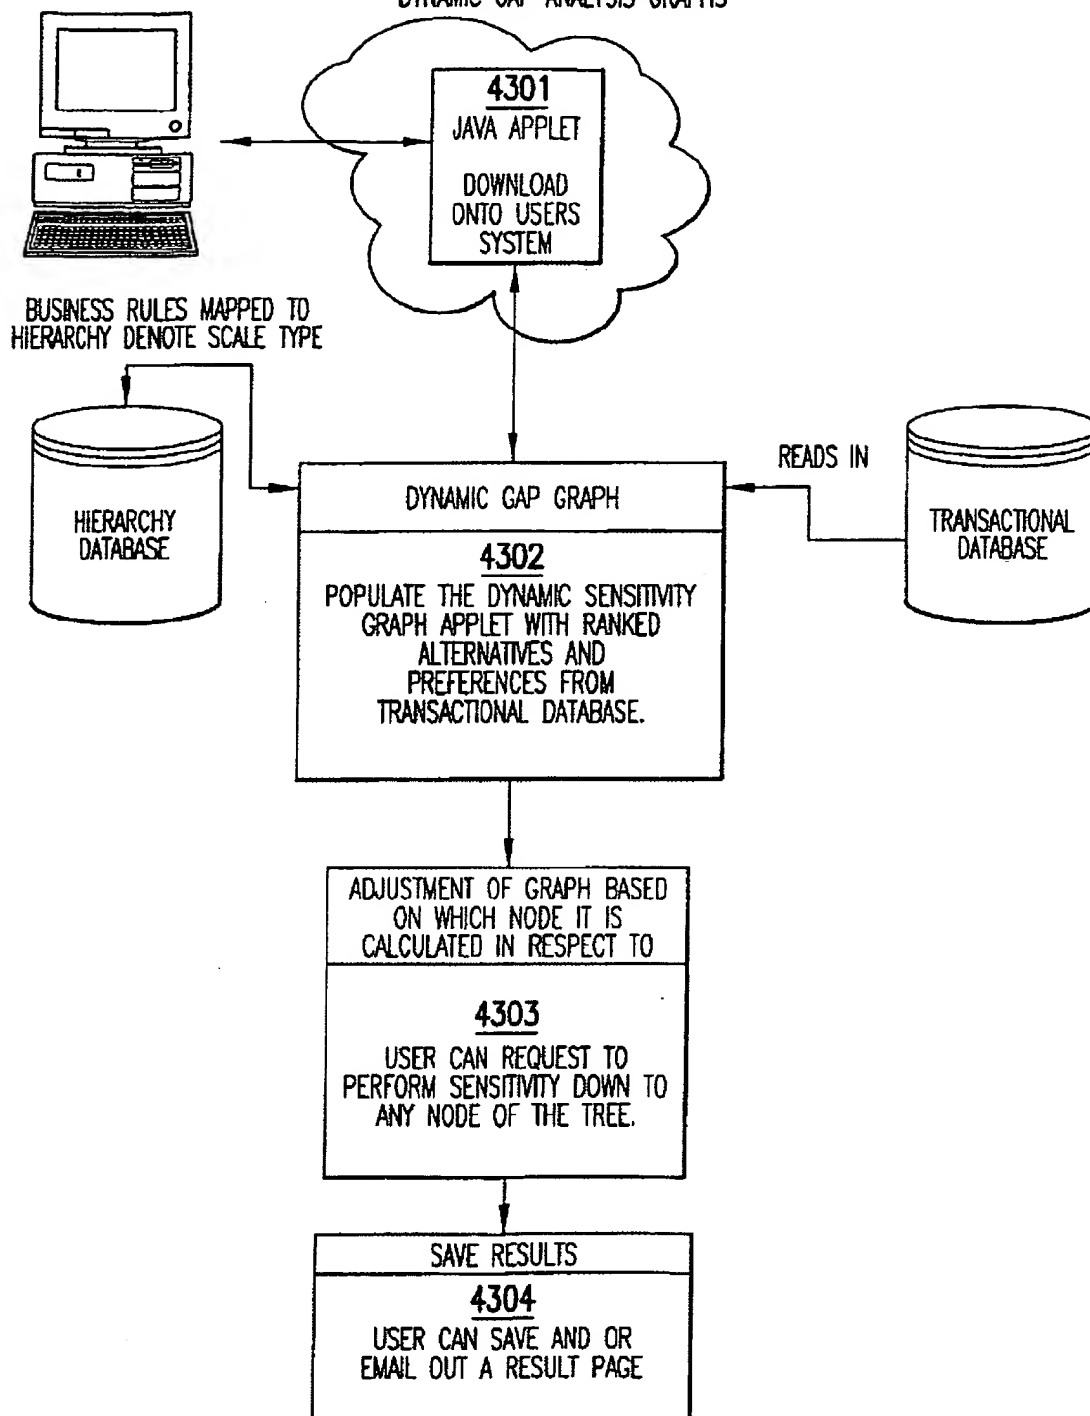 DYNAMIC GAP ANALYSIS GRAPHS
4301
JAVA APPLET
DOWNLOAD
ONTO USERS
SYSTEM
BUSINESS RULES MAPPED TO
HIERARCHY DENOTE SCALE TYPE
HIERARCHY
DATABASE
READS IN
TRANSACTIONAL
DATABASE
DYNAMIC GAP GRAPH
4302
POPULATE THE DYNAMIC SENSITIVITY
GRAPH APPLET WITH RANKED
ALTERNATIVES AND
PREFERENCES FROM
TRANSACTIONAL DATABASE.
ADJUSTMENT OF GRAPH BASED
ON WHICH NODE IT IS
CALCULATED IN RESPECT TO
4303
USER CAN REQUEST TO
PERFORM SENSITIVITY DOWN TO
ANY NODE OF THE TREE.
SAVE RESULTS
4304
USER CAN SAVE AND OR
EMAIL OUT A RESULT PAGE